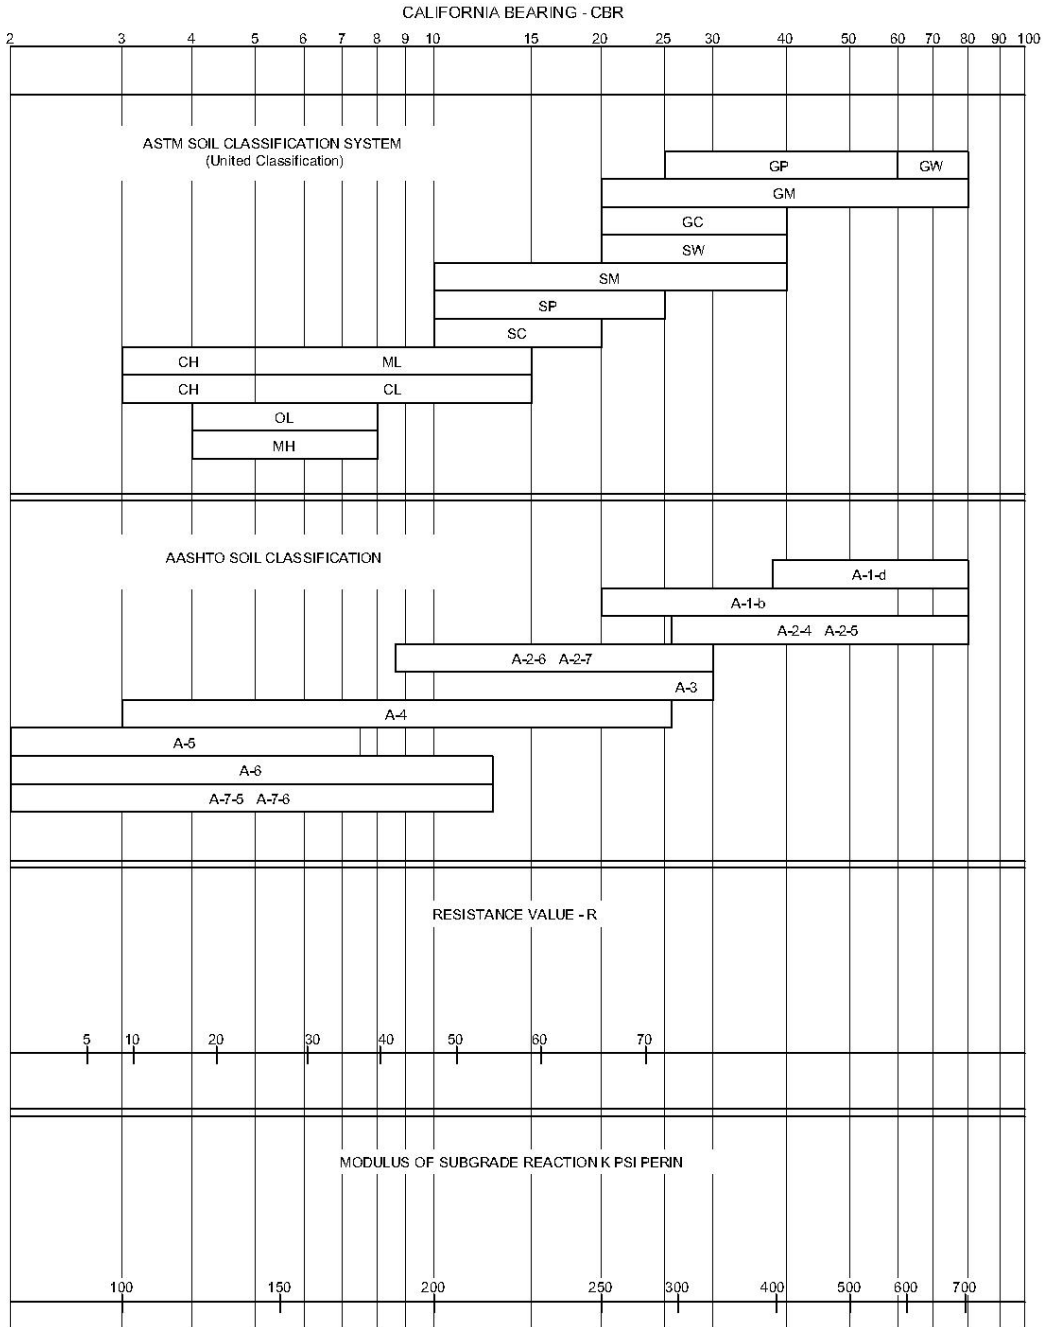 CALIFORNIA BEARING - CBR
2 3 4 5 6 7 8 9 10 15 20 25 30 40 50 60 70 80 90 100
ASTM SOIL CLASSIFICATION SYSTEM
(United Classification)
GP GW
GM
GC
SW
SM
SP
SC
CH ML
CH CL
OL
MH
AASHTO SOIL CLASSIFICATION
A-1-d
A-1-b
A-2-4 A-2-5
A-2-6 A-2-7
A-3
A-4
A-5
A-6
A-7-5 A-7-6
RESISTANCE VALUE - R
5 10 20 30 40 50 60 70
MODULUS OF SUBGRADE REACTION K PSI PERIN
100 150 200 250 300 400 500 600 700